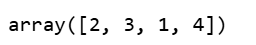 array([2, 3, 1, 4])